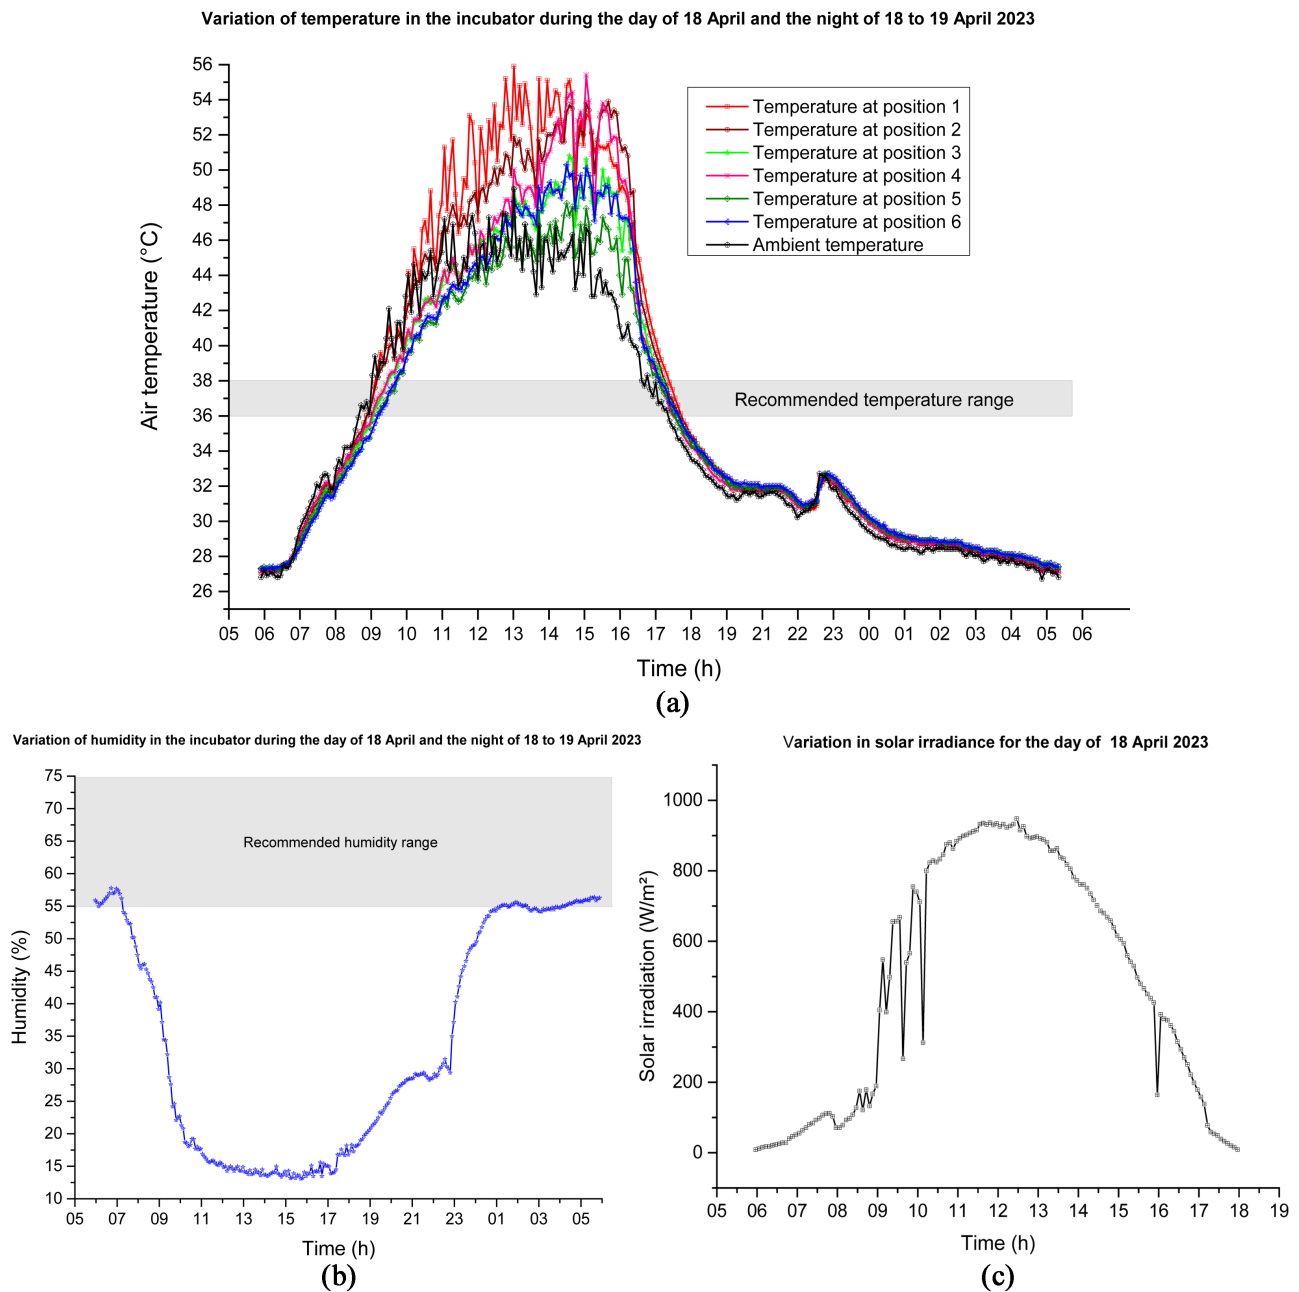 Variation of temperature in the incubator during the day of 18 April and the night of 18 to 19 April 2023
56
54
52
50
48
46
44
42
40
38
36
34
32
30
28
26
Air temperature (°C)
Temperature at position 1
Temperature at position 2
Temperature at position 3
Temperature at position 4
Temperature at position 5
Temperature at position 6
Ambient temperature
Recommended temperature range
05 06 07 08 09 10 11 12 13 14 15 16 17 18 19 20 21 22 23 00 01 02 03 04 05 06
Time (h)
(a)
Variation of humidity in the incubator during the day of 18 April and the night of 18 to 19 April 2023
75
70
65
60
55
50
45
40
35
30
25
20
15
10
Humidity (%)
Recommended humidity range
05 07 09 11 13 15 17 19 21 23 01 03 05
Time (h)
(b)
Variation in solar irradiance for the day of 18 April 2023
1000
800
600
400
200
0
Solar irradiation (W/m²)
05 06 07 08 09 10 11 12 13 14 15 16 17 18 19
Time (h)
(c)